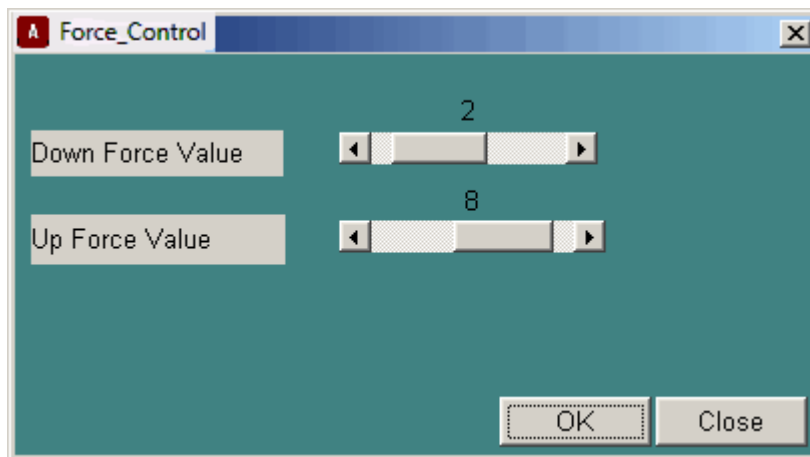 A Force_Control
2
Down Force Value
8
Up Force Value
OK Close